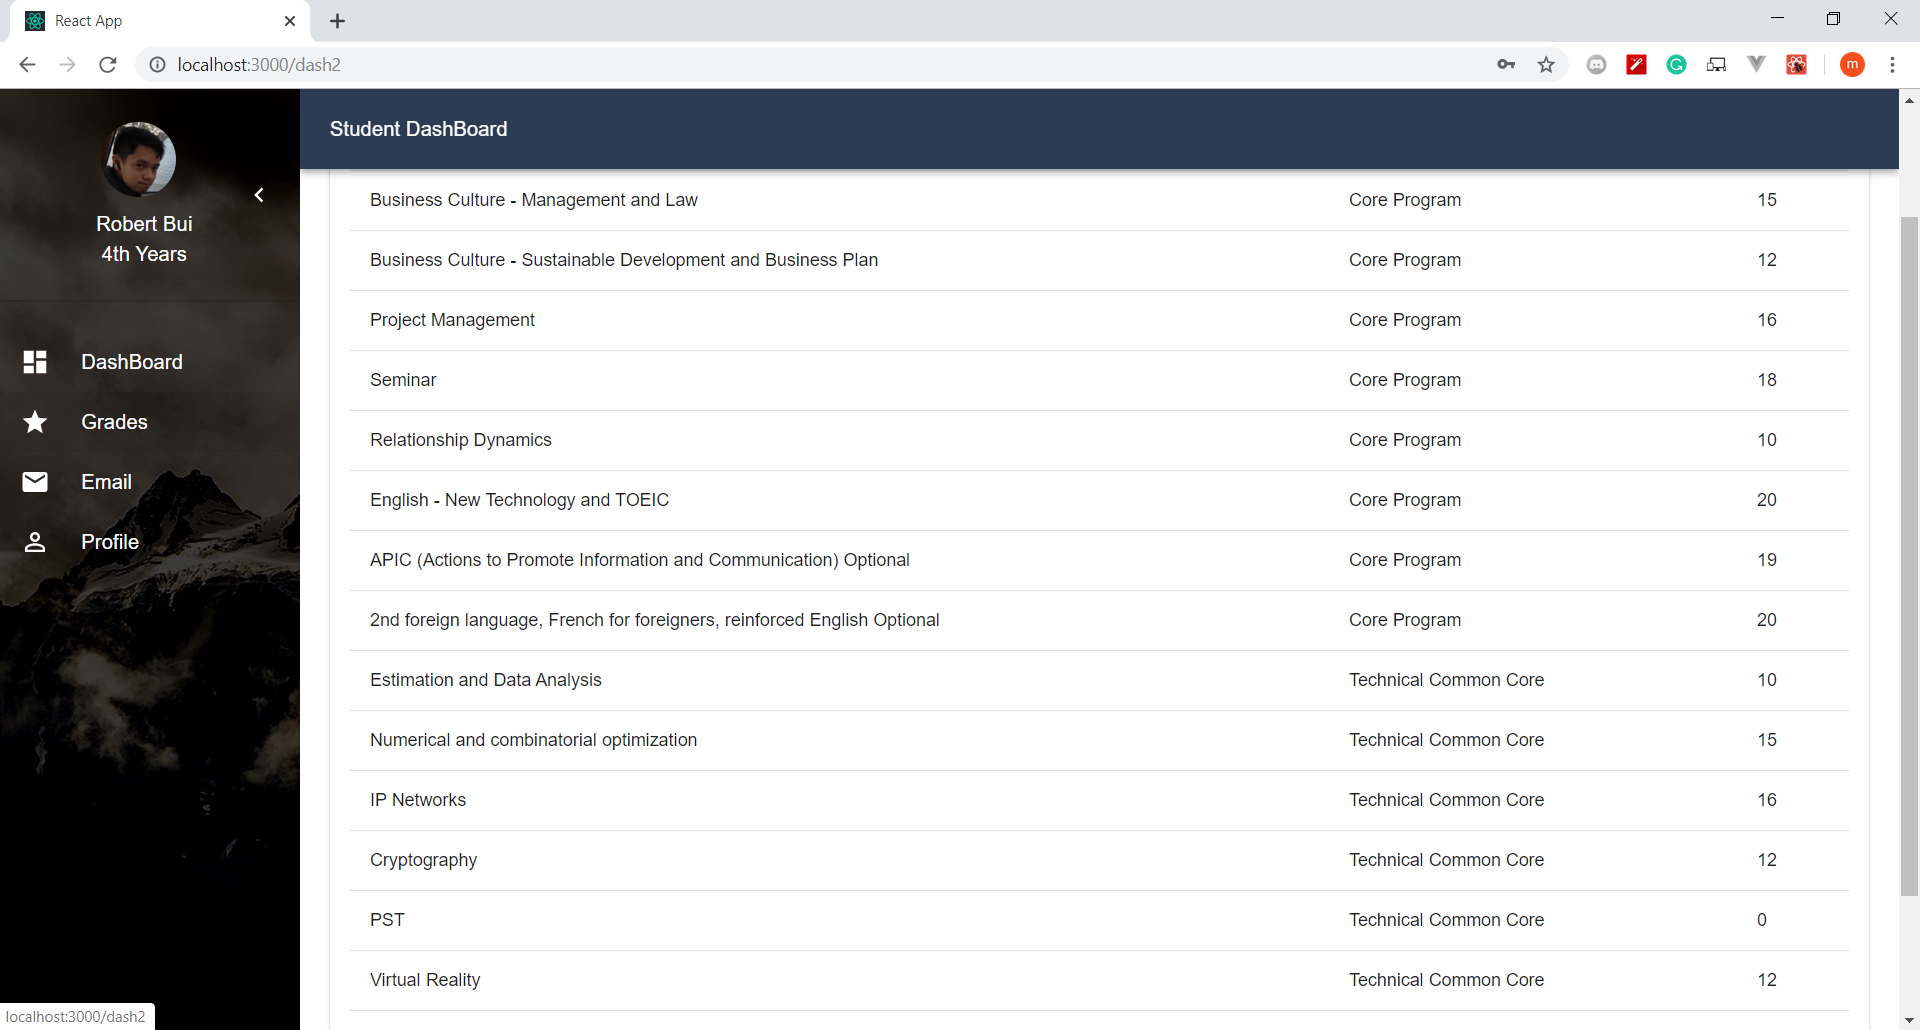 React App
localhost:3000/dash2
m
Robert Bui
4th Years
DashBoard
Grades
Email
Profile
Student DashBoard
Business Culture - Management and Law Core Program 15
Business Culture - Sustainable Development and Business Plan Core Program 12
Project Management Core Program 16
Seminar Core Program 18
Relationship Dynamics Core Program 10
English - New Technology and TOEIC Core Program 20
APIC (Actions to Promote Information and Communication) Optional Core Program 19
2nd foreign language, French for foreigners, reinforced English Optional Core Program 20
Estimation and Data Analysis Technical Common Core 10
Numerical and combinatorial optimization Technical Common Core 15
IP Networks Technical Common Core 16
Cryptography Technical Common Core 12
PST Technical Common Core 0
Virtual Reality Technical Common Core 12
localhost:3000/dash2